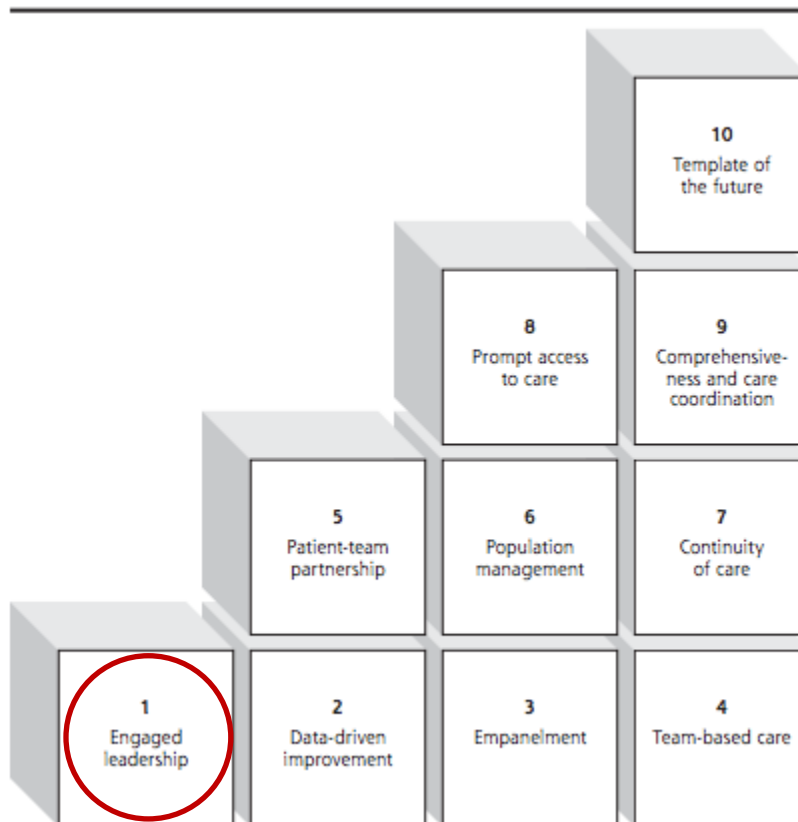 10
Template of
the future
8
Prompt access
to care
9
Comprehensive-
ness and care
coordination
5
Patient-team
partnership
6
Population
management
7
Continuity
of care
1
Engaged
leadership
2
Data-driven
improvement
3
Empanelment
4
Team-based care